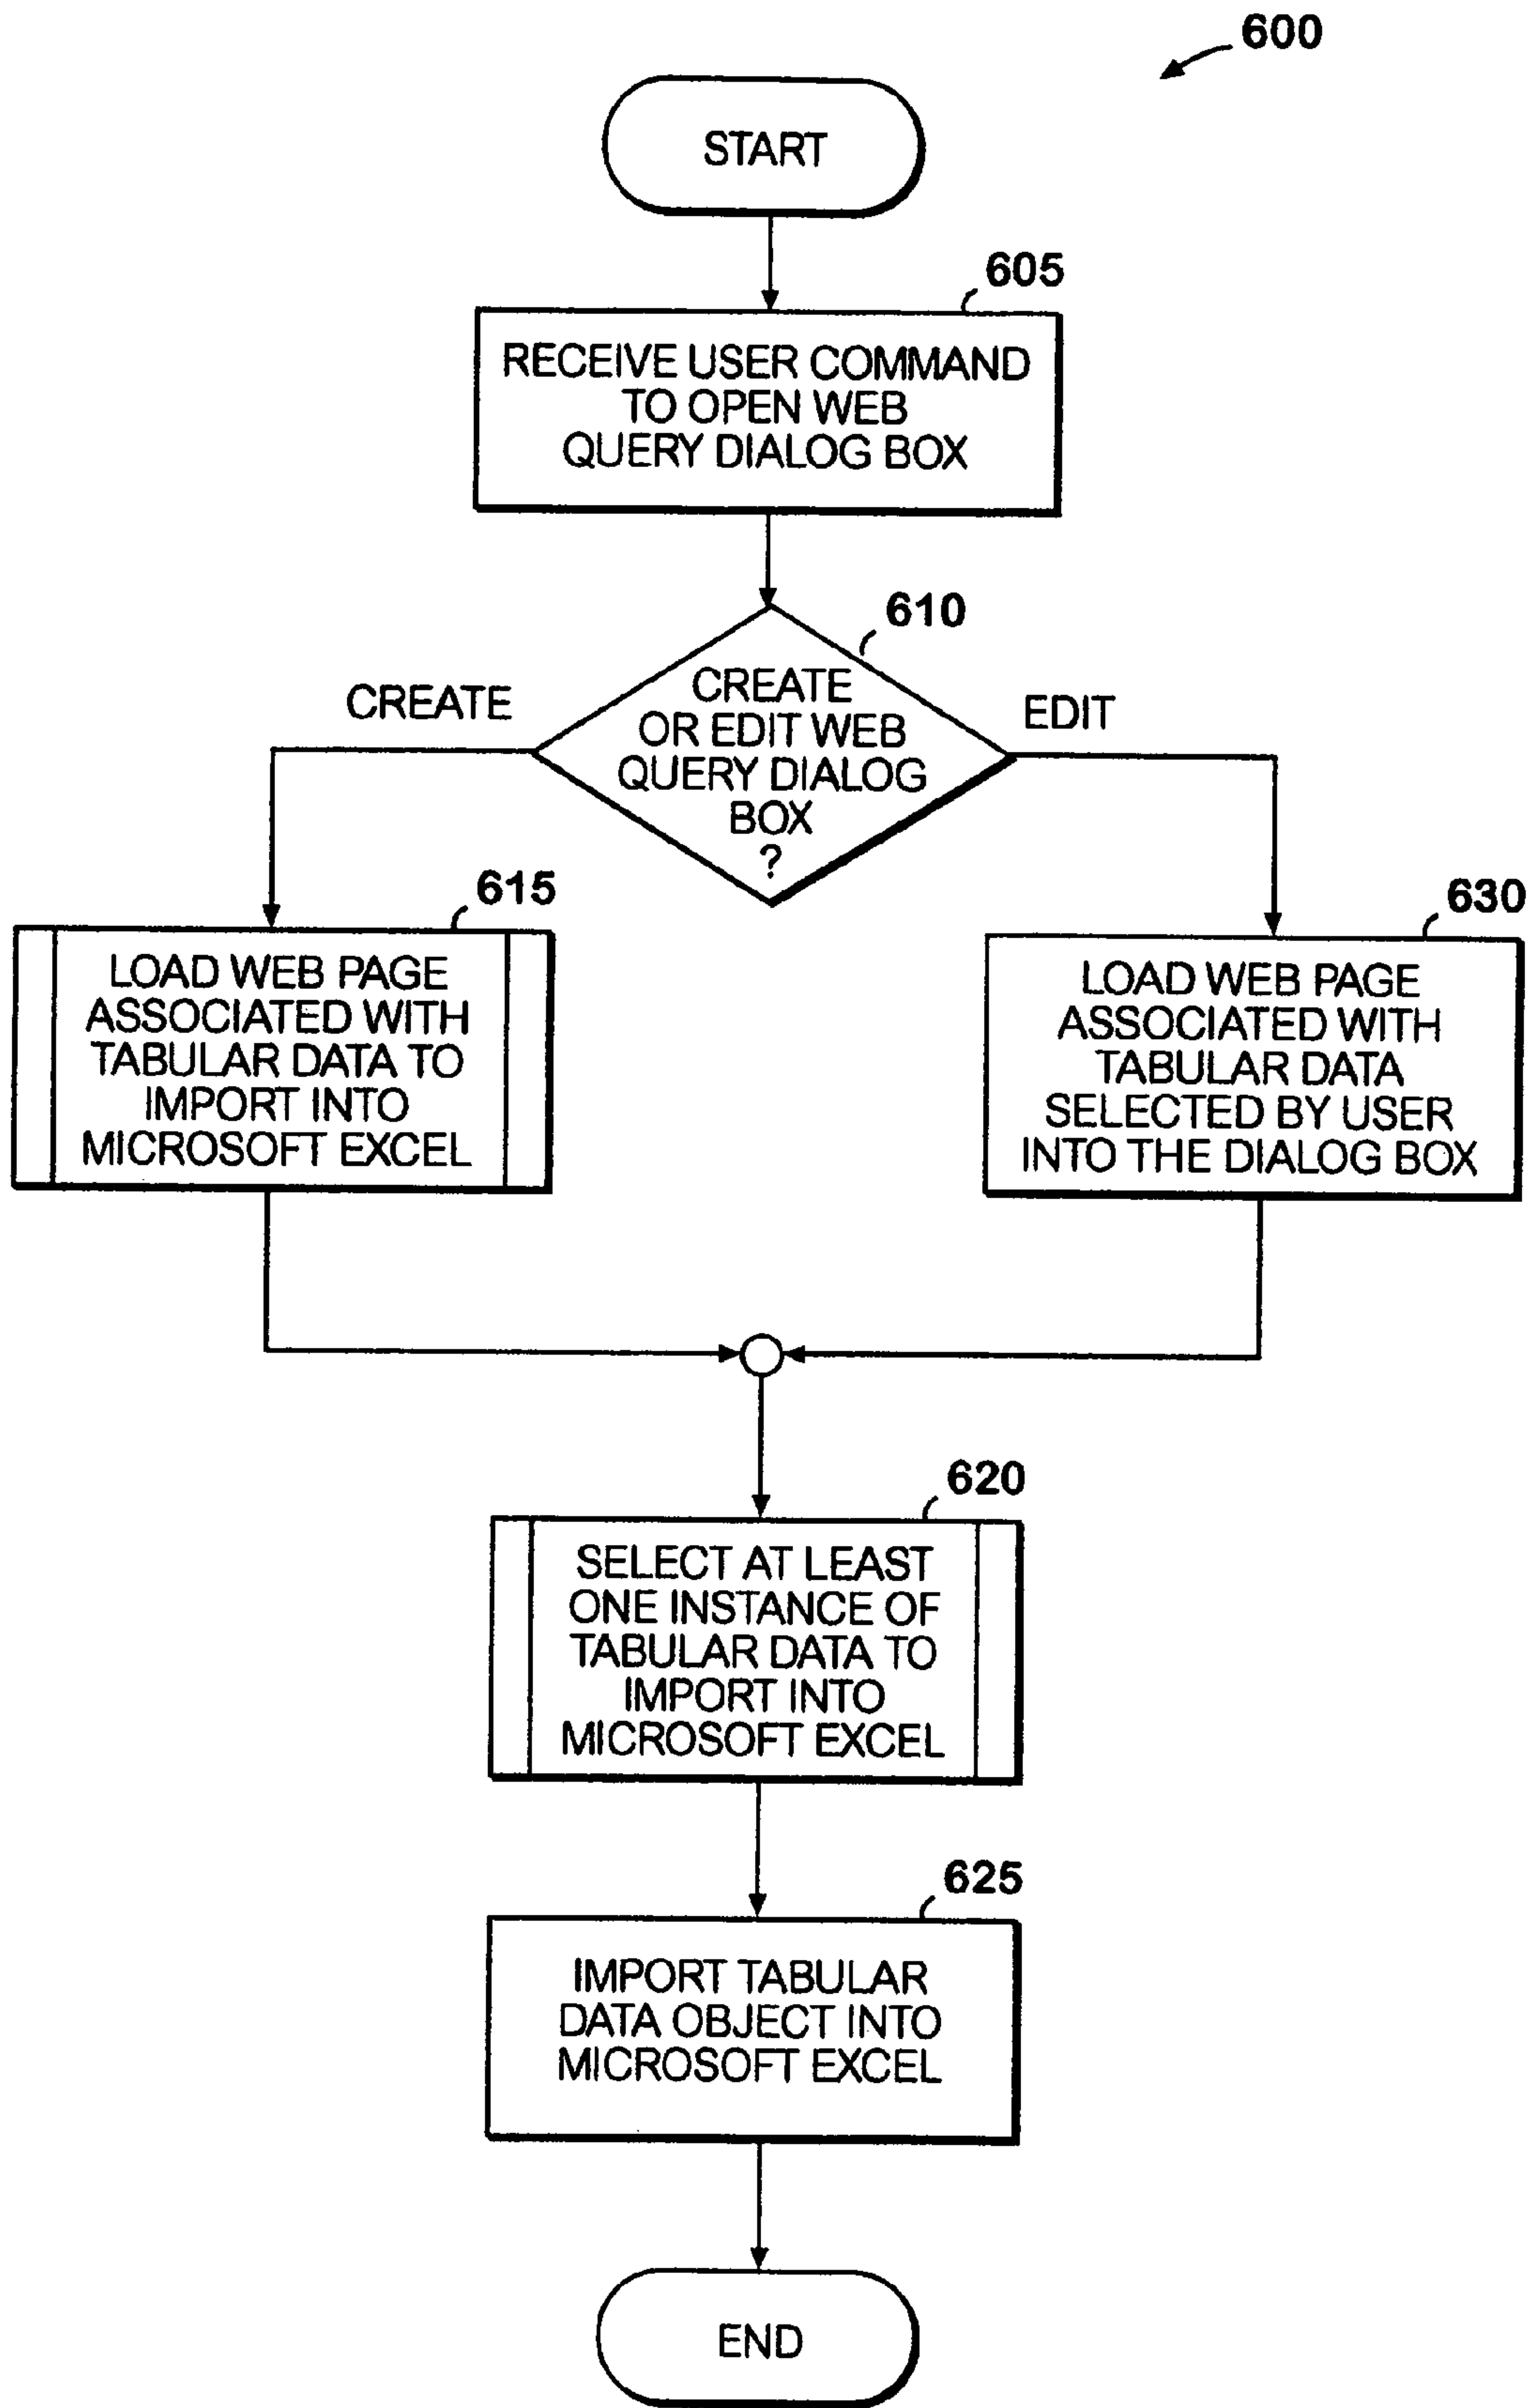 600
START
605
RECEIVE USER COMMAND
TO OPEN WEB
QUERY DIALOG BOX
610
CREATE
OR EDIT WEB
QUERY DIALOG
BOX
?
CREATE
EDIT
615
LOAD WEB PAGE
ASSOCIATED WITH
TABULAR DATA TO
IMPORT INTO
MICROSOFT EXCEL
630
LOAD WEB PAGE
ASSOCIATED WITH
TABULAR DATA
SELECTED BY USER
INTO THE DIALOG BOX
620
SELECT AT LEAST
ONE INSTANCE OF
TABULAR DATA TO
IMPORT INTO
MICROSOFT EXCEL
625
IMPORT TABULAR
DATA OBJECT INTO
MICROSOFT EXCEL
END